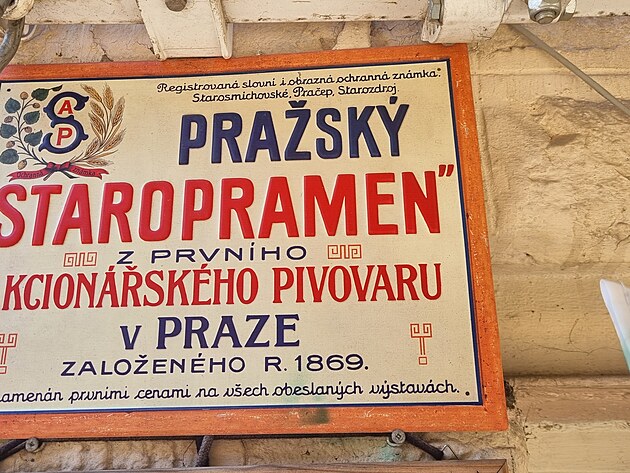 Registrovaná slovní i obrazná ochranná známka:
Starosmíchovské, Pračep, Starozdroj.
SAP
PRAŽSKÝ
STAROPRAMEN”
Z PRVNÍHO
KCIONÁŘSKÉHO PIVOVARU
V PRAZE
ZALOŽENÉHO R. 1869.
amenán prvními cenami na všech obeslaných výstavách.